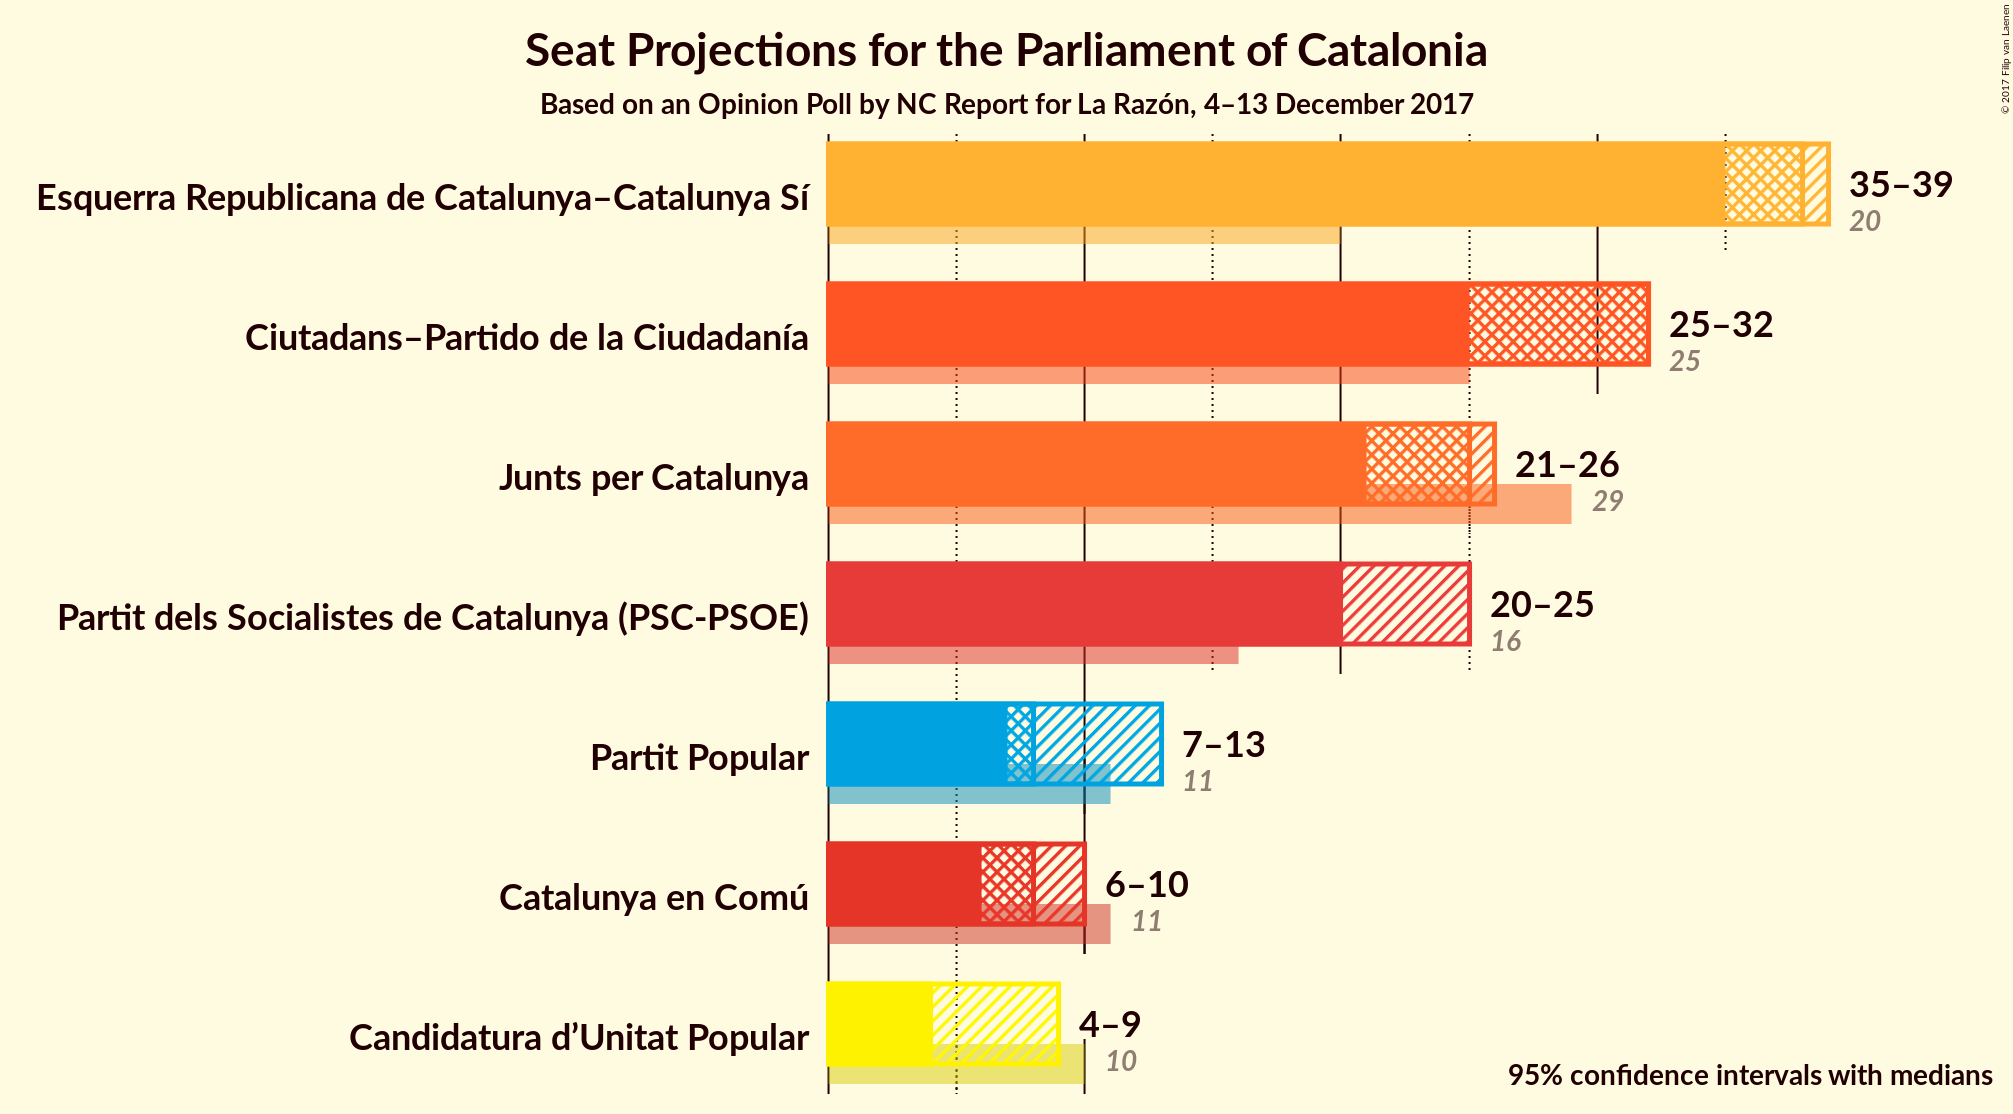 Seat Projections for the Parliament of Catalonia
Based on an Opinion Poll by NC Report for La Razón, 4–13 December 2017
© 2017 Filip van Laenen
Esquerra Republicana de Catalunya–Catalunya Sí
35–39
20
Ciutadans–Partido de la Ciudadanía
25–32
25
Junts per Catalunya
21–26
29
Partit dels Socialistes de Catalunya (PSC-PSOE)
20–25
16
Partit Popular
7–13
11
Catalunya en Comú
6–10
11
Candidatura d’Unitat Popular
4–9
10
95% confidence intervals with medians